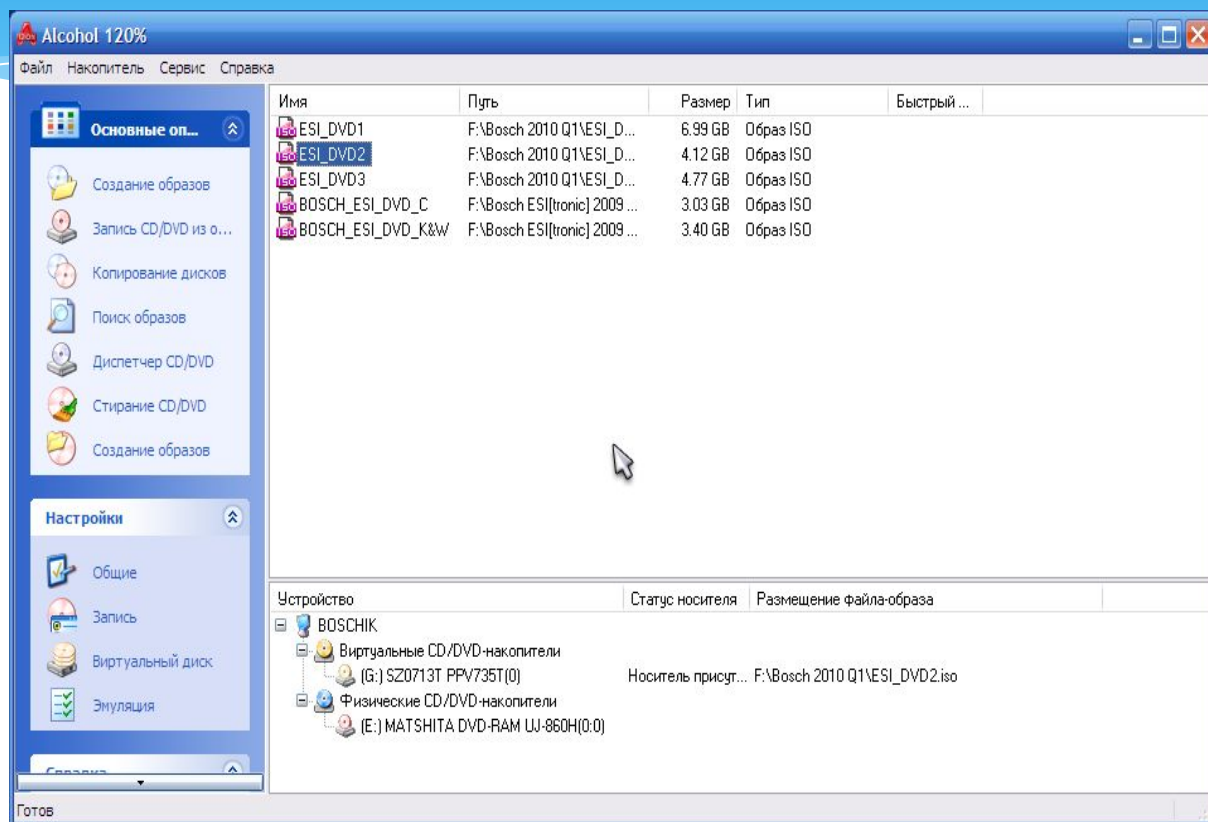 Alcohol 120%
Файл Накопитель Сервис Справка
Основные оп...
Создание образов
Запись CD/DVD из о...
Копирование дисков
Поиск образов
Диспетчер CD/DVD
Стирание CD/DVD
Создание образов
Настройки
Общие
Запись
Виртуальный диск
Эмуляция
Справка
Имя Путь Размер Тип Быстрый ...
ESI_DVD1 F:\Bosch 2010 Q1\ESI_D... 6.99 GB Образ ISO
ESI_DVD2 F:\Bosch 2010 Q1\ESI_D... 4.12 GB Образ ISO
ESI_DVD3 F:\Bosch 2010 Q1\ESI_D... 4.77 GB Образ ISO
BOSCH_ESI_DVD_C F:\Bosch ESI[tronic] 2009 ... 3.03 GB Образ ISO
BOSCH_ESI_DVD_K&W F:\Bosch ESI[tronic] 2009 ... 3.40 GB Образ ISO
Устройство Статус носителя Размещение файла-образа
BOSCHIK
Виртуальные CD/DVD-накопители
(G:) SZ0713T PPV735T(0) Носитель присут... F:\Bosch 2010 Q1\ESI_DVD2.iso
Физические CD/DVD-накопители
(E:) MATSHITA DVD-RAM UJ-860H(0:0)
Готов